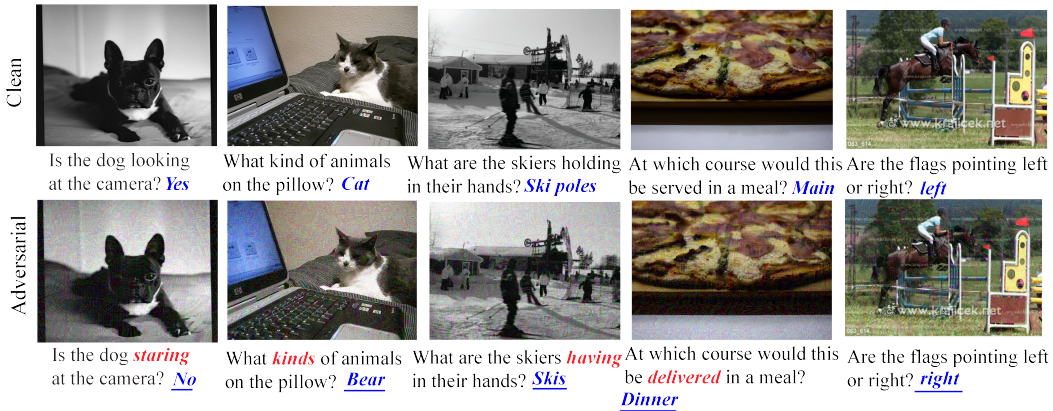 Clean
Is the dog looking
at the camera? Yes
What kind of animals
on the pillow? Cat
What are the skiers holding
in their hands? Ski poles
At which course would this
be served in a meal? Main
www.kralicek.net
083_614
Are the flags pointing left
or right? left
Adversarial
Is the dog staring
at the camera? No
What kinds of animals
on the pillow? Bear
What are the skiers having
in their hands? Skis
At which course would this
be delivered in a meal?
Dinner
www.kralicek.net
083_614
Are the flags pointing left
or right? right